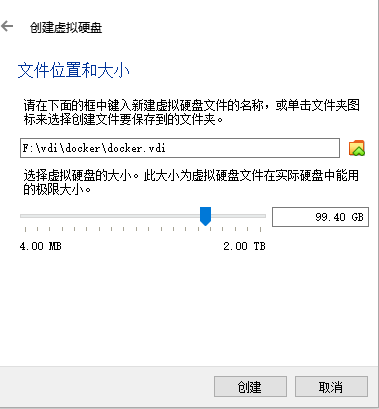 创建虚拟硬盘
文件位置和大小
请在下面的框中键入新建虚拟硬盘文件的名称，或单击文件夹图
标来选择创建文件要保存到的文件夹。
F:\vdi\docker\docker.vdi
选择虚拟硬盘的大小。此大小为虚拟硬盘文件在实际硬盘中能用
的极限大小。
99.40 GB
4.00 MB 2.00 TB
创建 取消